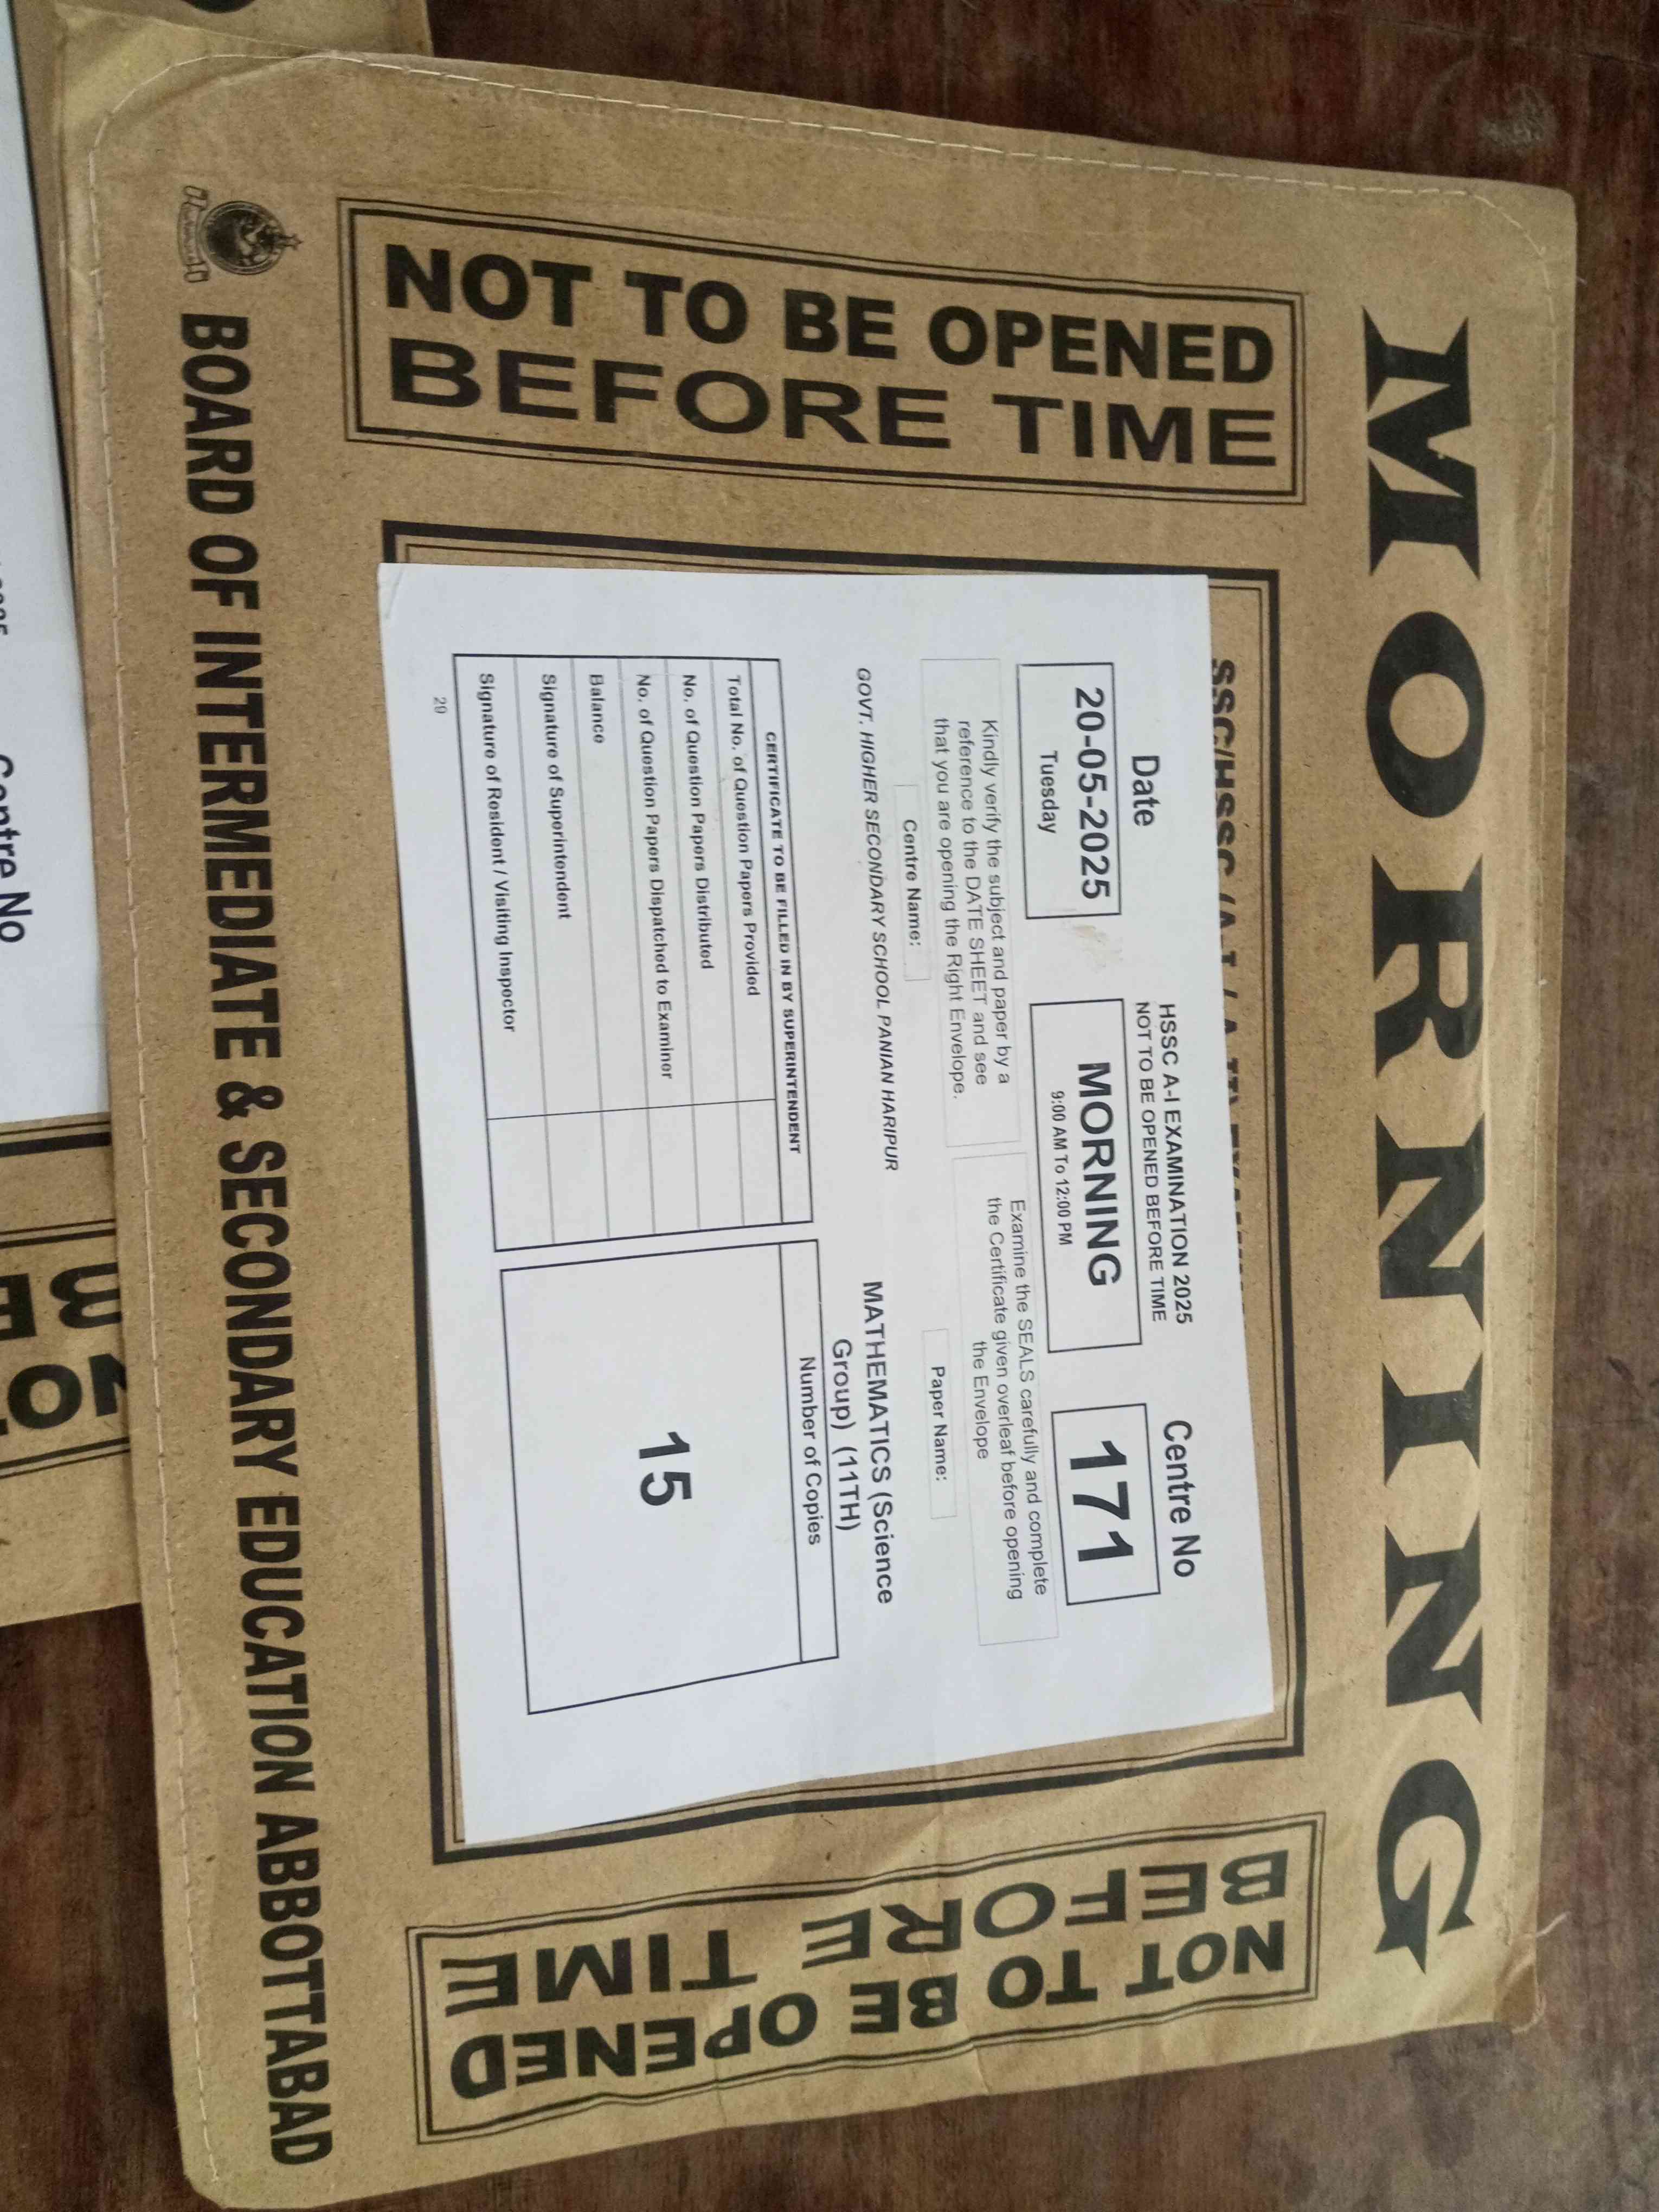 MORNING
NOT TO BE OPENED
BEFORE TIME
SSC/HSSC
Date
20-05-2025
Tuesday
HSSC A-I EXAMINATION 2025
NOT TO BE OPENED BEFORE TIME
MORNING
9:00 AM To 12:00 PM
Centre No
171
Kindly verify the subject and paper by a
reference to the DATE SHEET and see
that you are opening the Right Envelope.
Examine the SEALS carefully and complete
the Certificate given overleaf before opening
the Envelope
Centre Name:
GOVT. HIGHER SECONDARY SCHOOL PANIAN HARIPUR
Paper Name:
MATHEMATICS (Science
Group) (11TH)
CERTIFICATE TO BE FILLED IN BY SUPERINTENDENT
Total No. of Question Papers Provided
No. of Question Papers Distributed
No. of Question Papers Dispatched to Examiner
Balance
Signature of Superintendent
Signature of Resident / Visiting Inspector
Number of Copies
15
29
NOT TO BE OPENED
BEFORE TIME
BOARD OF INTERMEDIATE & SECONDARY EDUCATION ABBOTTABAD
Centre No